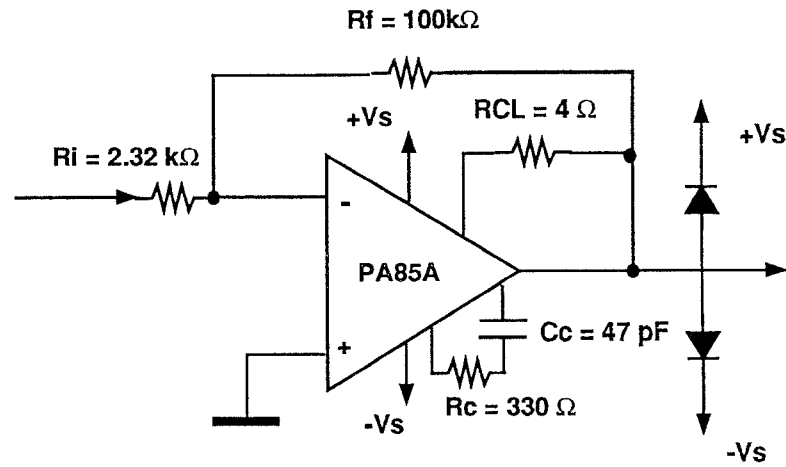 Rf = 100kΩ
+Vs
RCL = 4 Ω
+Vs
Ri = 2.32 kΩ
-
PA85A
+
Cc = 47 pF
-Vs
Rc = 330 Ω
-Vs